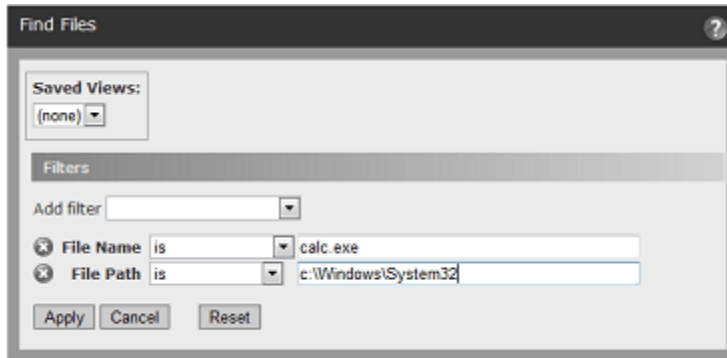 Find Files
?
Saved Views:
(none)
Filters
Add filter
File Name is calc.exe
File Path is c:\Windows\System32
Apply Cancel Reset